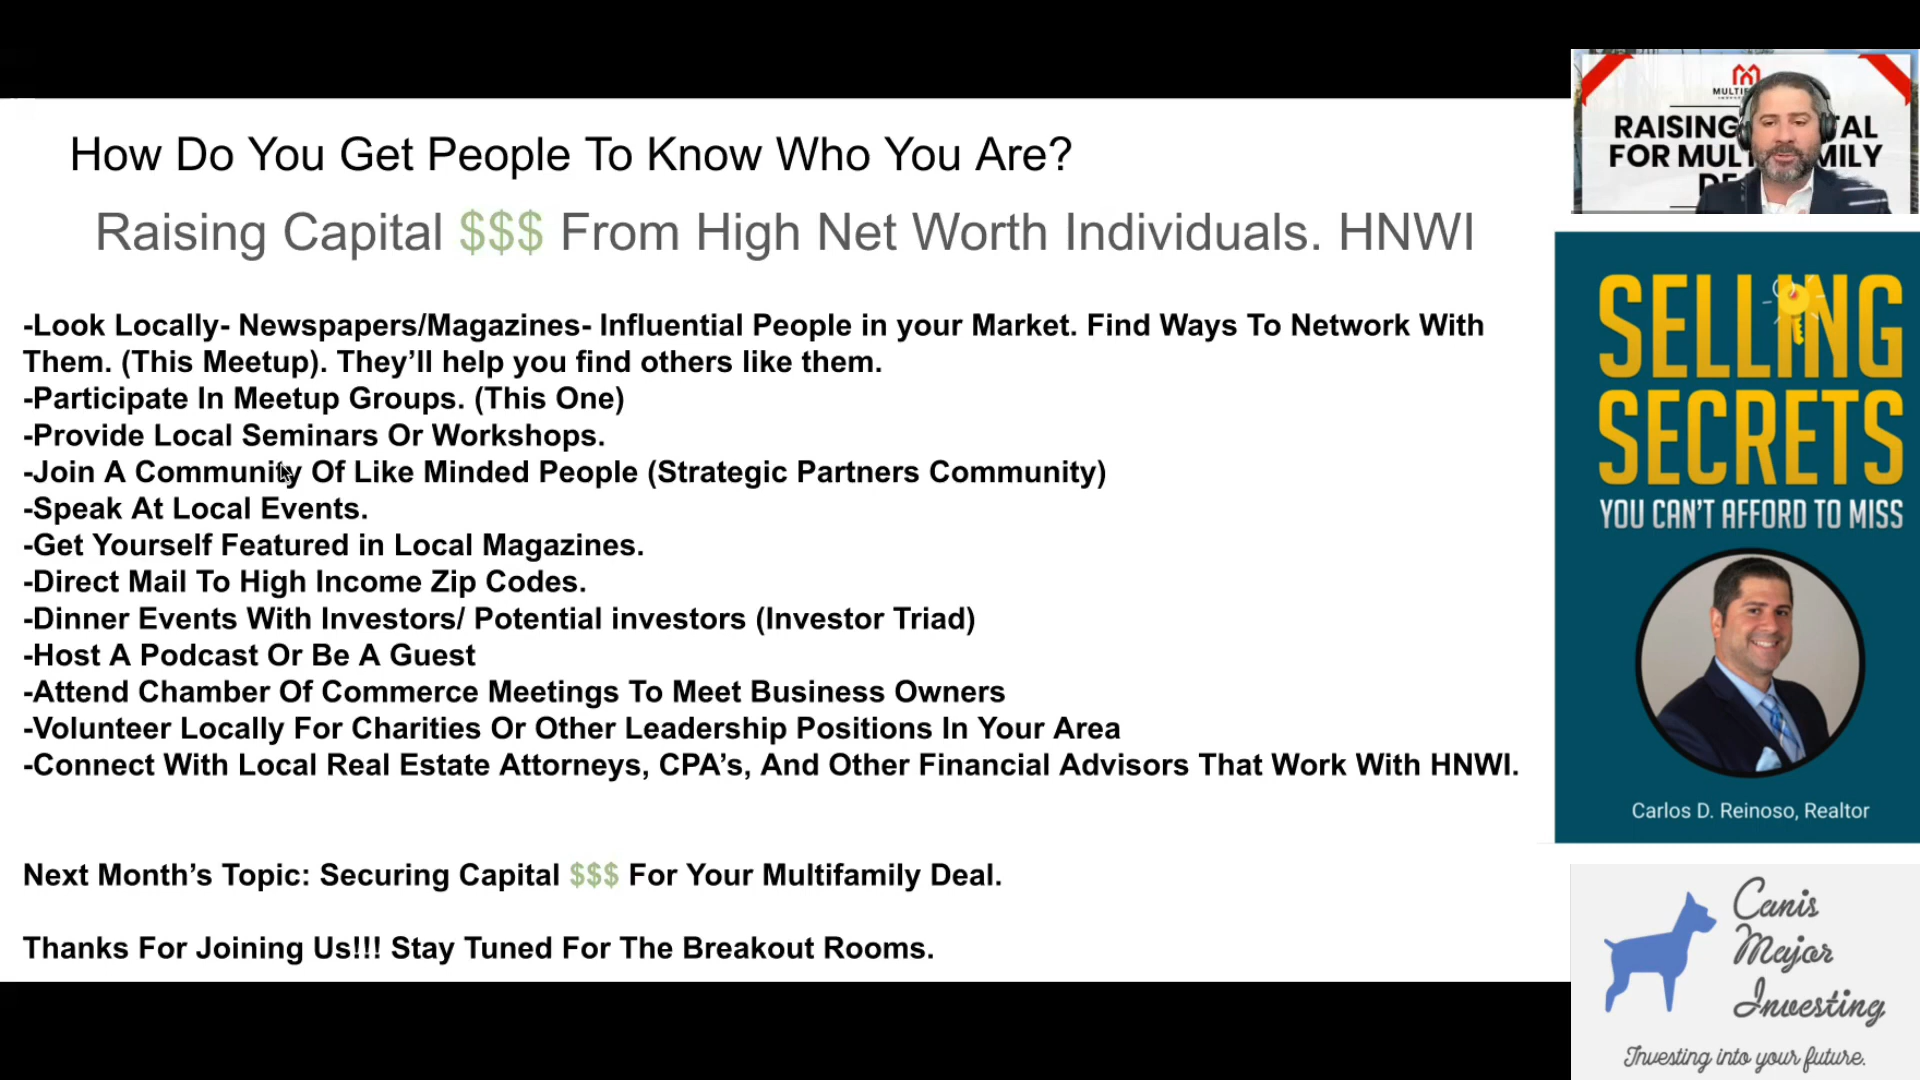 How Do You Get People To Know Who You Are?
Raising Capital $$$ From High Net Worth Individuals. HNWI
-Look Locally- Newspapers/Magazines- Influential People in your Market. Find Ways To Network With
Them. (This Meetup). They’ll help you find others like them.
-Participate In Meetup Groups. (This One)
-Provide Local Seminars Or Workshops.
-Join A Community Of Like Minded People (Strategic Partners Community)
-Speak At Local Events.
-Get Yourself Featured in Local Magazines.
-Direct Mail To High Income Zip Codes.
-Dinner Events With Investors/ Potential investors (Investor Triad)
-Host A Podcast Or Be A Guest
-Attend Chamber Of Commerce Meetings To Meet Business Owners
-Volunteer Locally For Charities Or Other Leadership Positions In Your Area
-Connect With Local Real Estate Attorneys, CPA’s, And Other Financial Advisors That Work With HNWI.
Next Month’s Topic: Securing Capital $$$ For Your Multifamily Deal.
Thanks For Joining Us!!! Stay Tuned For The Breakout Rooms.
RAISING TAL
FOR MULT MILY
SELLING
SECRETS
YOU CAN'T AFFORD TO MISS
Carlos D. Reinoso, Realtor
Canis
Major
Investing
Investing into your future.